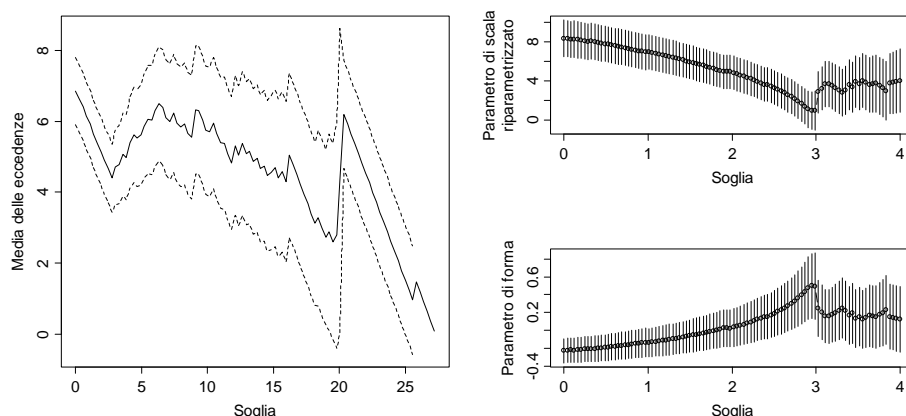 Media delle eccedenze
8
6
4
2
0
0 5 10 15 20 25
Soglia
Parametro di scala
riparametrizzato
8
4
0
0 1 2 3 4
Soglia
Parametro di forma
0.6
0.2
-0.4
0 1 2 3 4
Soglia